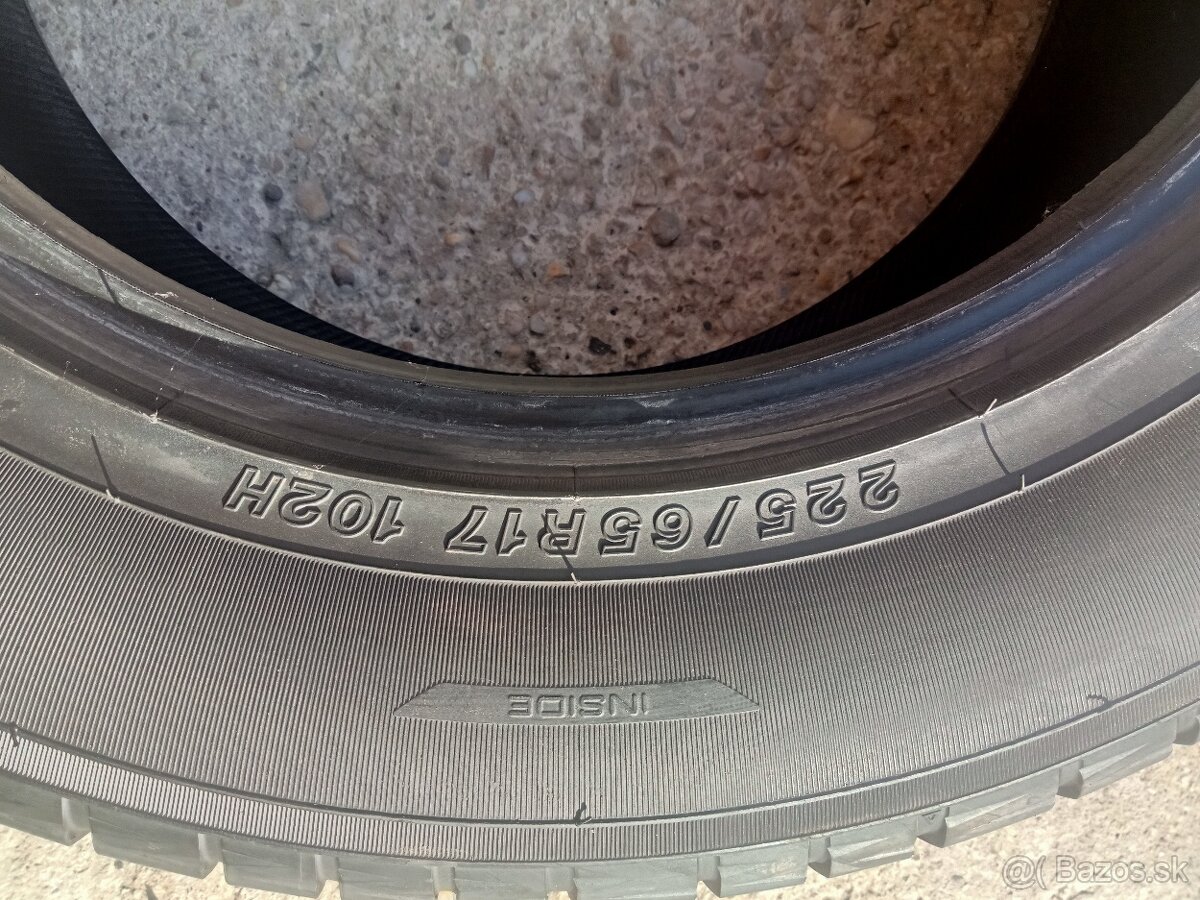 225/65R17 102H
INSIDE
@( Bazos.sk